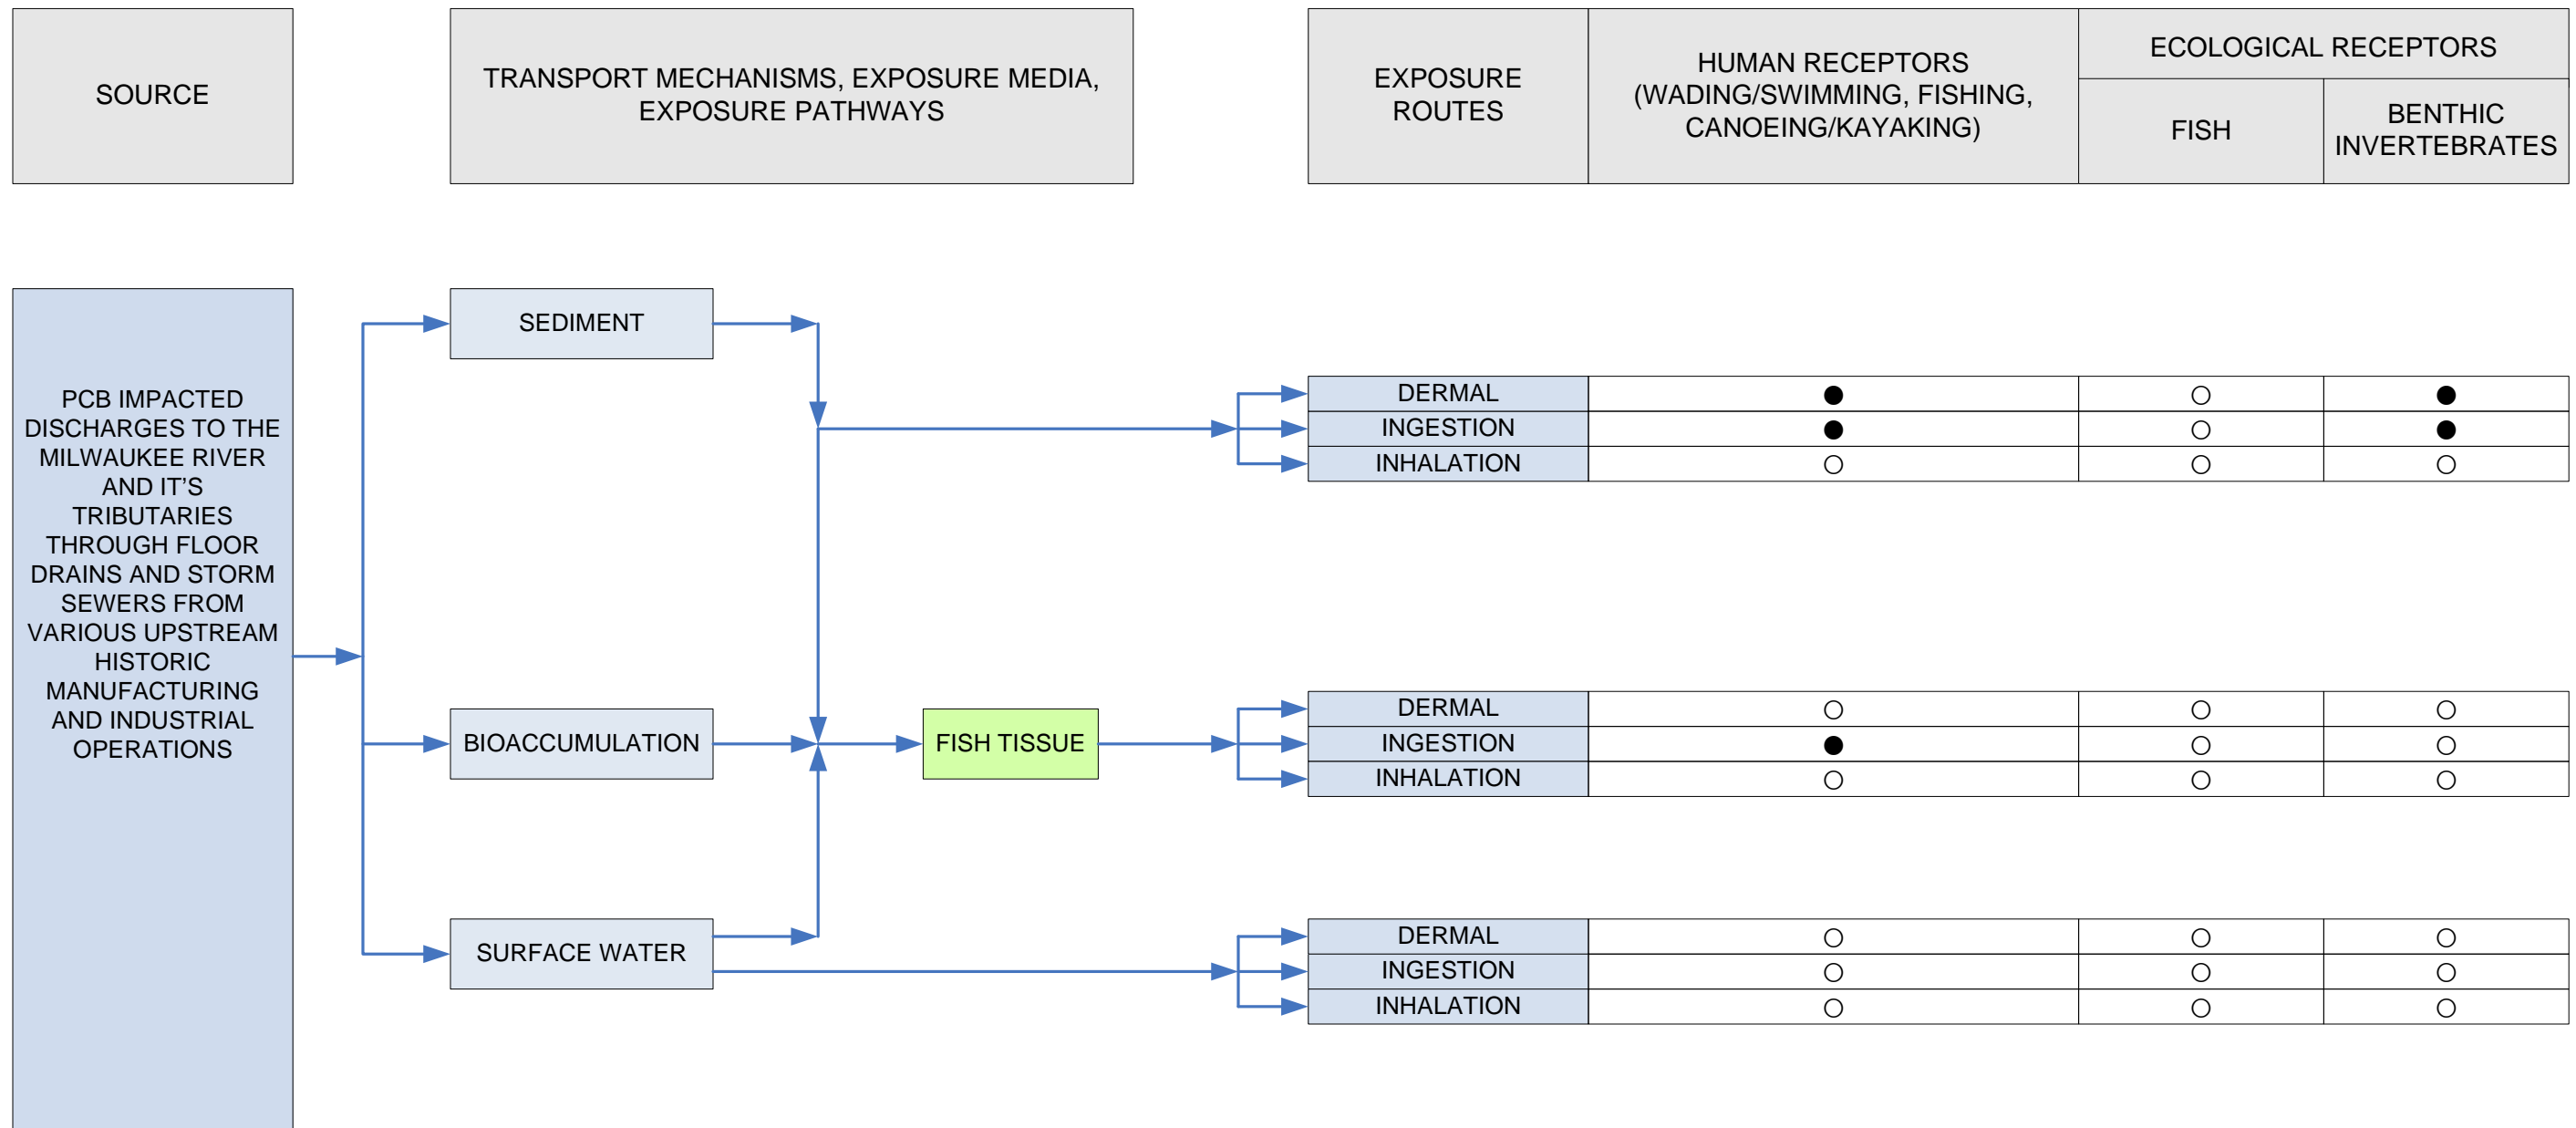 SOURCE
TRANSPORT MECHANISMS, EXPOSURE MEDIA,
EXPOSURE PATHWAYS
EXPOSURE
ROUTES
HUMAN RECEPTORS
(WADING/SWIMMING, FISHING,
CANOEING/KAYAKING)
ECOLOGICAL RECEPTORS
FISH
BENTHIC
INVERTEBRATES
PCB IMPACTED
DISCHARGES TO THE
MILWAUKEE RIVER
AND IT’S
TRIBUTARIES
THROUGH FLOOR
DRAINS AND STORM
SEWERS FROM
VARIOUS UPSTREAM
HISTORIC
MANUFACTURING
AND INDUSTRIAL
OPERATIONS
SEDIMENT
DERMAL
INGESTION
INHALATION
BIOACCUMULATION
FISH TISSUE
DERMAL
INGESTION
INHALATION
SURFACE WATER
DERMAL
INGESTION
INHALATION